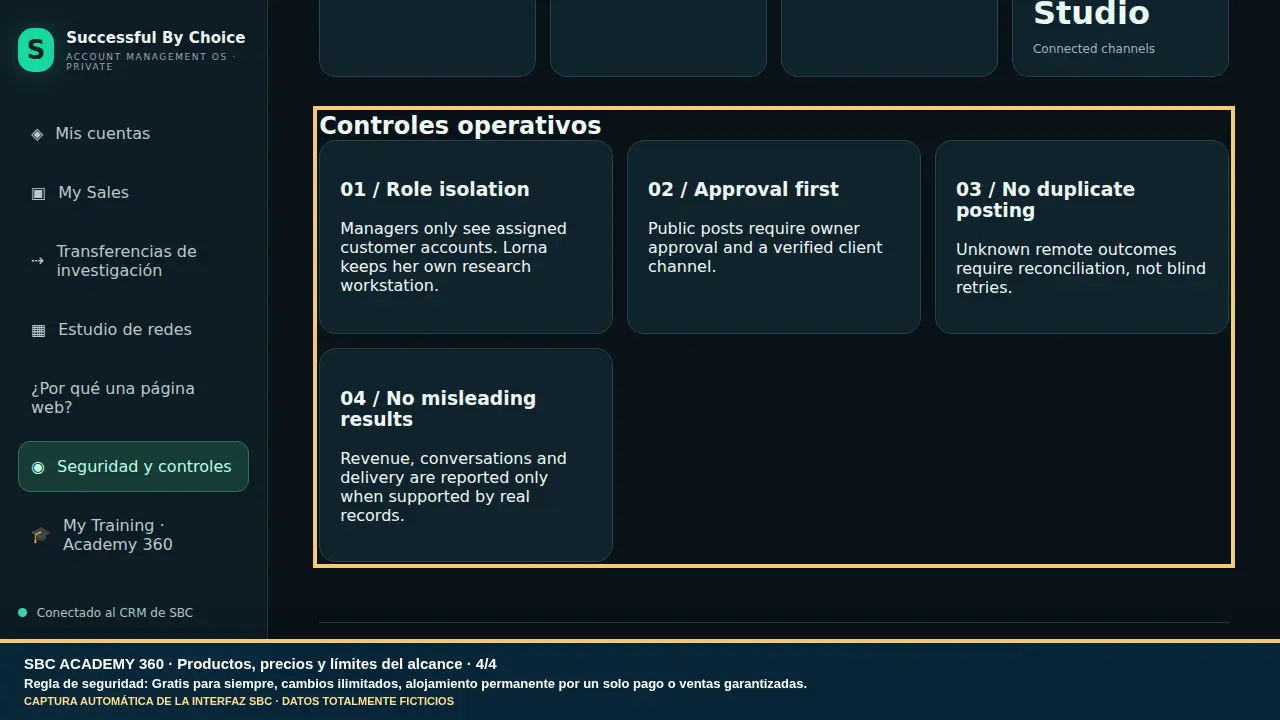 S
Successful By Choice
ACCOUNT MANAGEMENT OS ·
PRIVATE
◈ Mis cuentas
▣ My Sales
⇢ Transferencias de
investigación
▦ Estudio de redes
¿Por qué una página
web?
◉ Seguridad y controles
🎓 My Training ·
Academy 360
Conectado al CRM de SBC
Studio
Connected channels
Controles operativos
01 / Role isolation
Managers only see assigned
customer accounts. Lorna
keeps her own research
workstation.
02 / Approval first
Public posts require owner
approval and a verified client
channel.
03 / No duplicate
posting
Unknown remote outcomes
require reconciliation, not blind
retries.
04 / No misleading
results
Revenue, conversations and
delivery are reported only
when supported by real
records.
SBC ACADEMY 360 · Productos, precios y límites del alcance · 4/4
Regla de seguridad: Gratis para siempre, cambios ilimitados, alojamiento permanente por un solo pago o ventas garantizadas.
CAPTURA AUTOMÁTICA DE LA INTERFAZ SBC · DATOS TOTALMENTE FICTICIOS